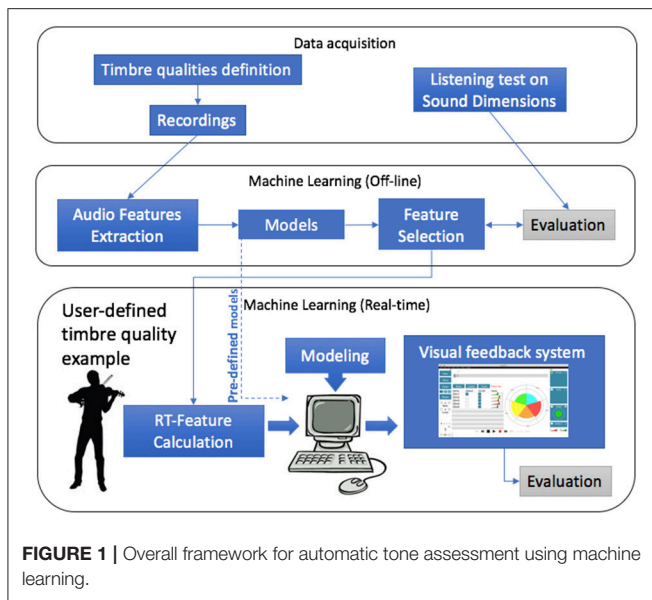 Data acquisition
Timbre qualities definition
Recordings
Listening test on
Sound Dimensions
Machine Learning (Off-line)
Audio Features
Extraction
Models
Feature
Selection
Evaluation
Machine Learning (Real-time)
User-defined
timbre quality
example
Pre-defined models
Modeling
Visual feedback system
RT-Feature
Calculation
Evaluation
FIGURE 1 | Overall framework for automatic tone assessment using machine
learning.